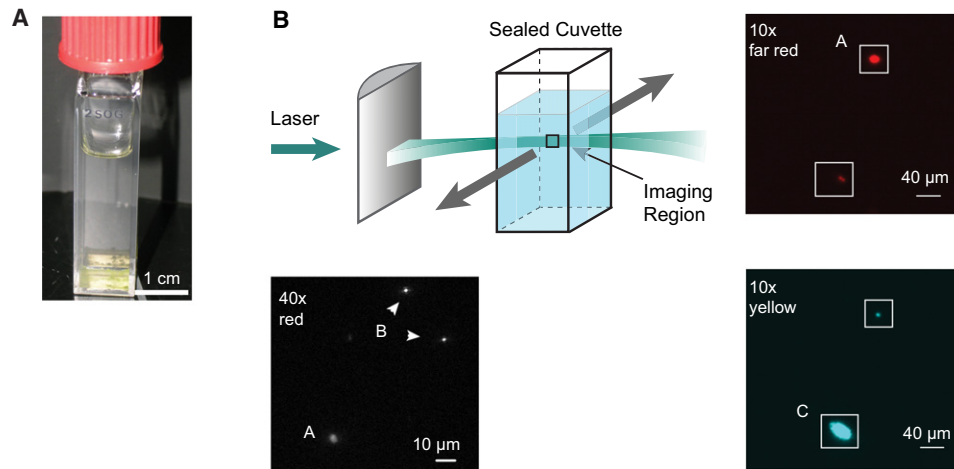 A
250G
1 cm
B
Sealed Cuvette
Laser
Imaging
Region
10x
far red
A
40 μm
40x
red
B
A
10 μm
10x
yellow
C
40 μm